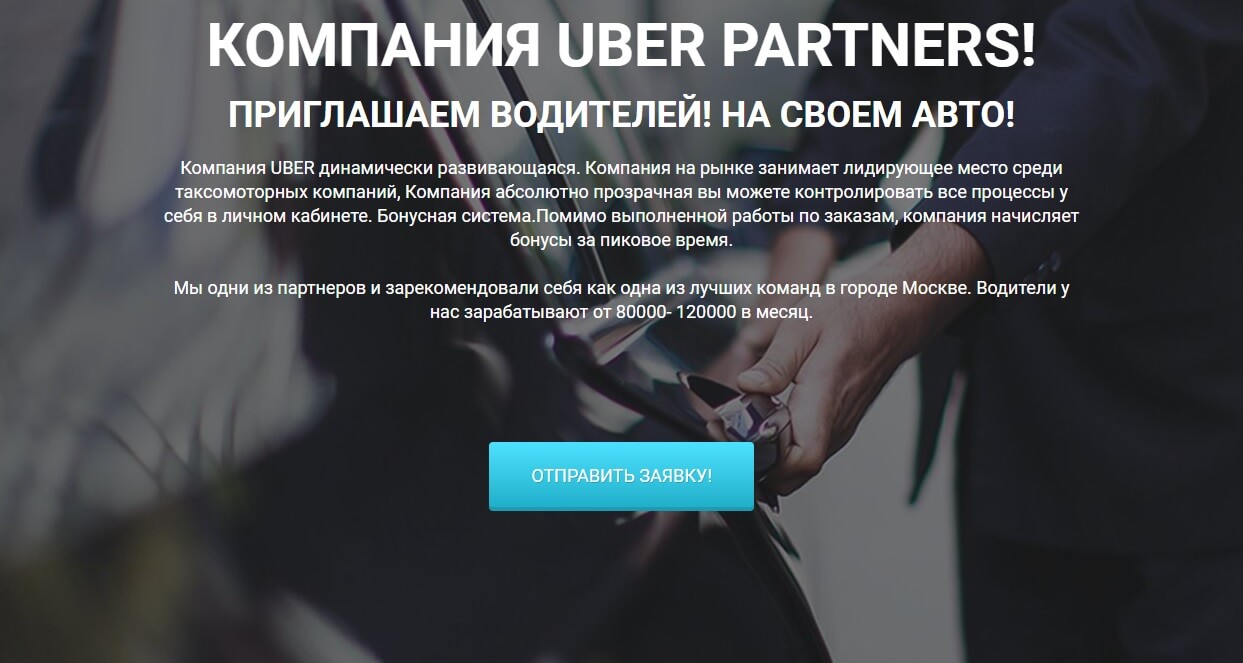 КОМПАНИЯ UBER PARTNERS!
ПРИГЛАШАЕМ ВОДИТЕЛЕЙ! НА СВОЕМ АВТО!
Компания UBER динамически развивающаяся. Компания на рынке занимает лидирующее место среди
таксомоторных компаний, Компания абсолютно прозрачная вы можете контролировать все процессы у
себя в личном кабинете. Бонусная система.Помимо выполненной работы по заказам, компания начисляет
бонусы за пиковое время.
Мы одни из партнеров и зарекомендовали себя как одна из лучших команд в городе Москве. Водители у
нас зарабатывают от 80000- 120000 в месяц.
ОТПРАВИТЬ ЗАЯВКУ!